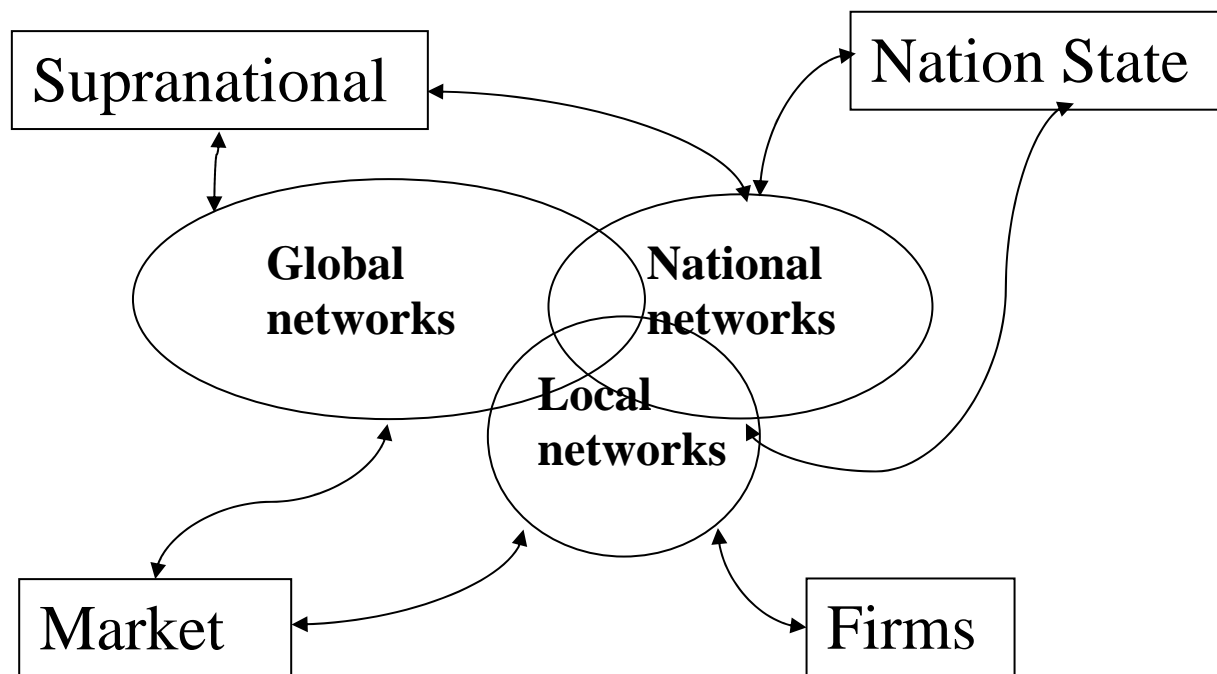 Supranational
Nation State
Global
networks
National
networks
Local
networks
Market
Firms